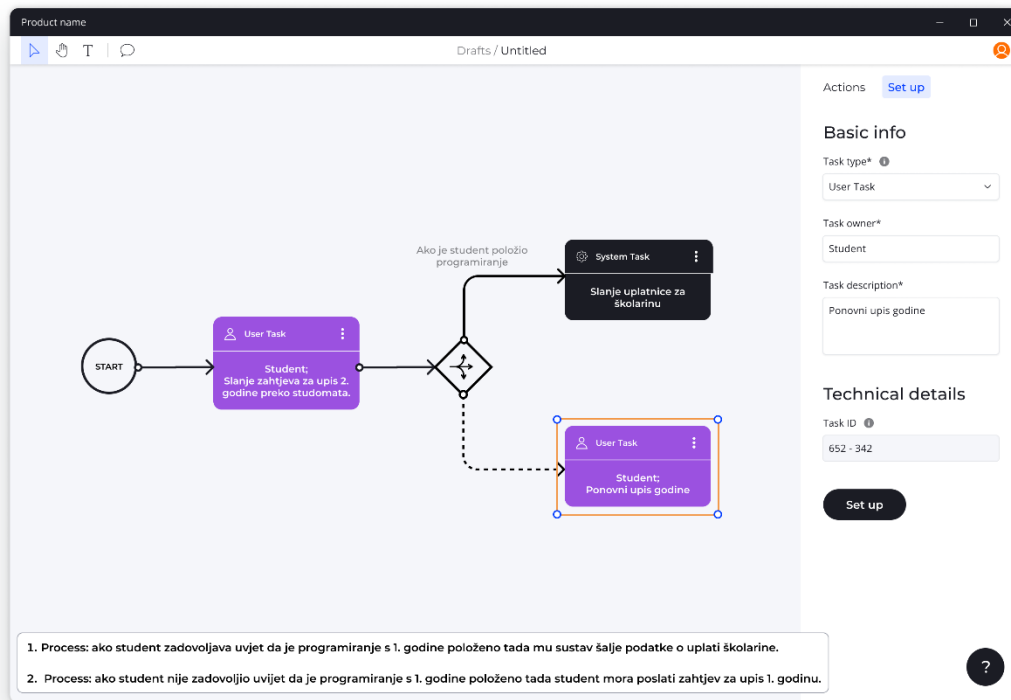 Product name
Drafts / Untitled
Actions
Set up
Basic info
Task type*
User Task
Task owner*
Student
Task description*
Ponovni upis godine
Technical details
Task ID
652 - 342
Set up
Ako je student položio
programiranje
System Task
Slanje uplatnice za
školarinu
START
User Task
Student;
Slanje zahtjeva za upis 2.
godine preko studomata.
User Task
Student;
Ponovni upis godine
1. Process: ako student zadovoljava uvjet da je programiranje s 1. godine položeno tada mu sustav šalje podatke o uplati školarine.
2. Process: ako student nije zadovoljio uvijet da je programiranje s 1. godine položeno tada student mora poslati zahtjev za upis 1. godinu.
?